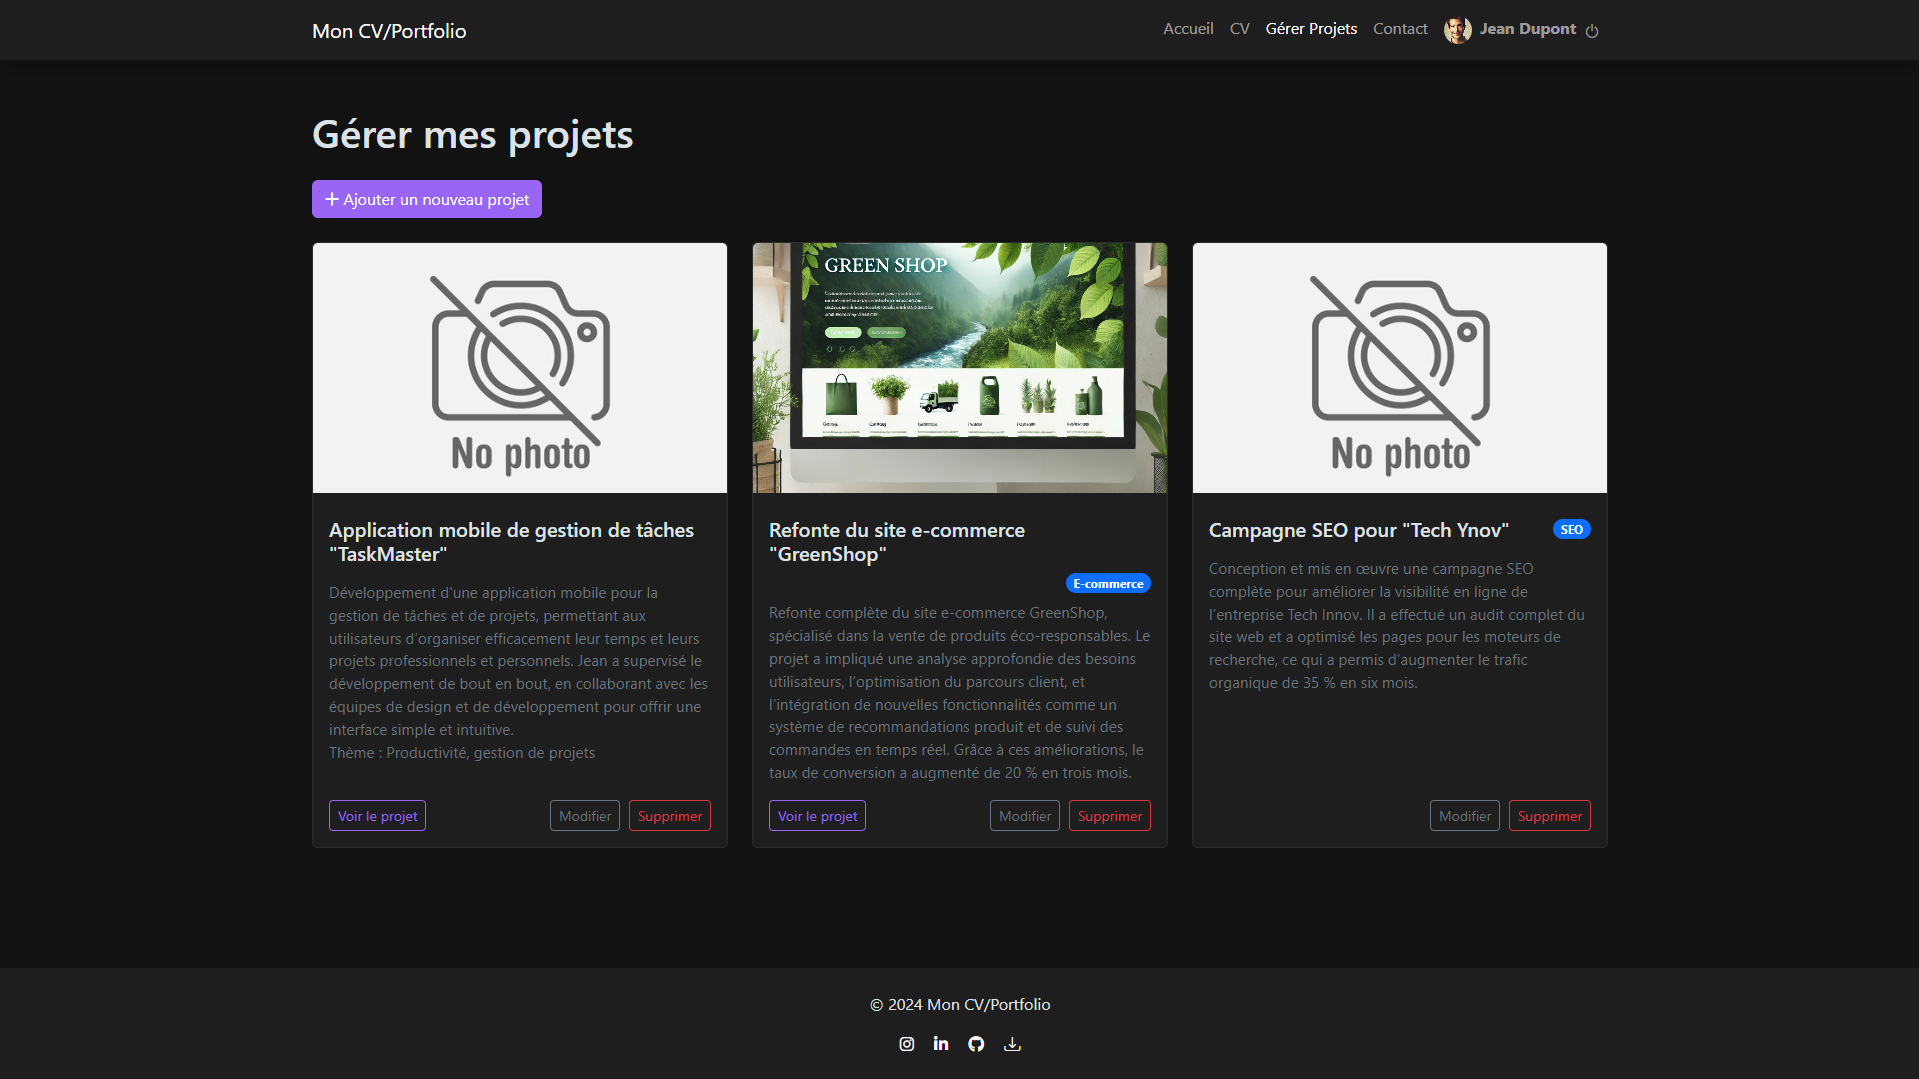 Mon CV/Portfolio
Accueil CV Gérer Projets Contact Jean Dupont
Gérer mes projets
Ajouter un nouveau projet
No photo
Application mobile de gestion de tâches
"TaskMaster"
Développement d'une application mobile pour la
gestion de tâches et de projets, permettant aux
utilisateurs d'organiser efficacement leur temps et leurs
projets professionnels et personnels. Jean a supervisé le
développement de bout en bout, en collaborant avec les
équipes de design et de développement pour offrir une
interface simple et intuitive.
Thème : Productivité, gestion de projets
Voir le projet Modifier Supprimer
GREEN SHOP
Refonte du site e-commerce
"GreenShop"
E-commerce
Refonte complète du site e-commerce GreenShop,
spécialisé dans la vente de produits éco-responsables. Le
projet a impliqué une analyse approfondie des besoins
utilisateurs, l'optimisation du parcours client, et
l'intégration de nouvelles fonctionnalités comme un
système de recommandations produit et de suivi des
commandes en temps réel. Grâce à ces améliorations, le
taux de conversion a augmenté de 20 % en trois mois.
Voir le projet Modifier Supprimer
No photo
Campagne SEO pour "Tech Ynov" SEO
Conception et mis en œuvre une campagne SEO
complète pour améliorer la visibilité en ligne de
l'entreprise Tech Innov. Il a effectué un audit complet du
site web et a optimisé les pages pour les moteurs de
recherche, ce qui a permis d'augmenter le trafic
organique de 35 % en six mois.
Modifier Supprimer
© 2024 Mon CV/Portfolio